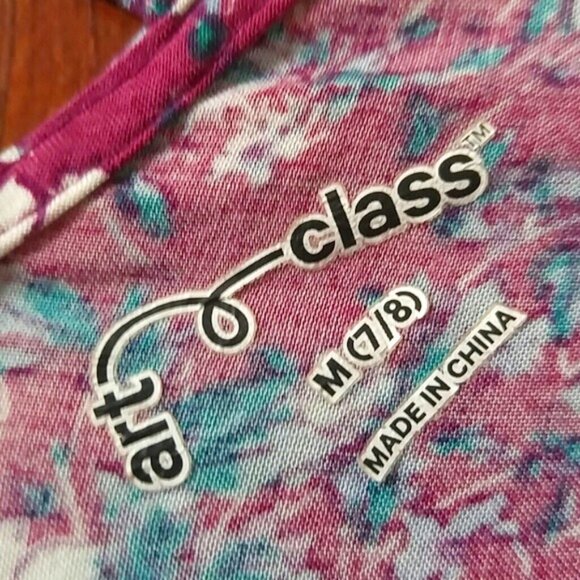 art class™
M (7/8)
MADE IN CHINA